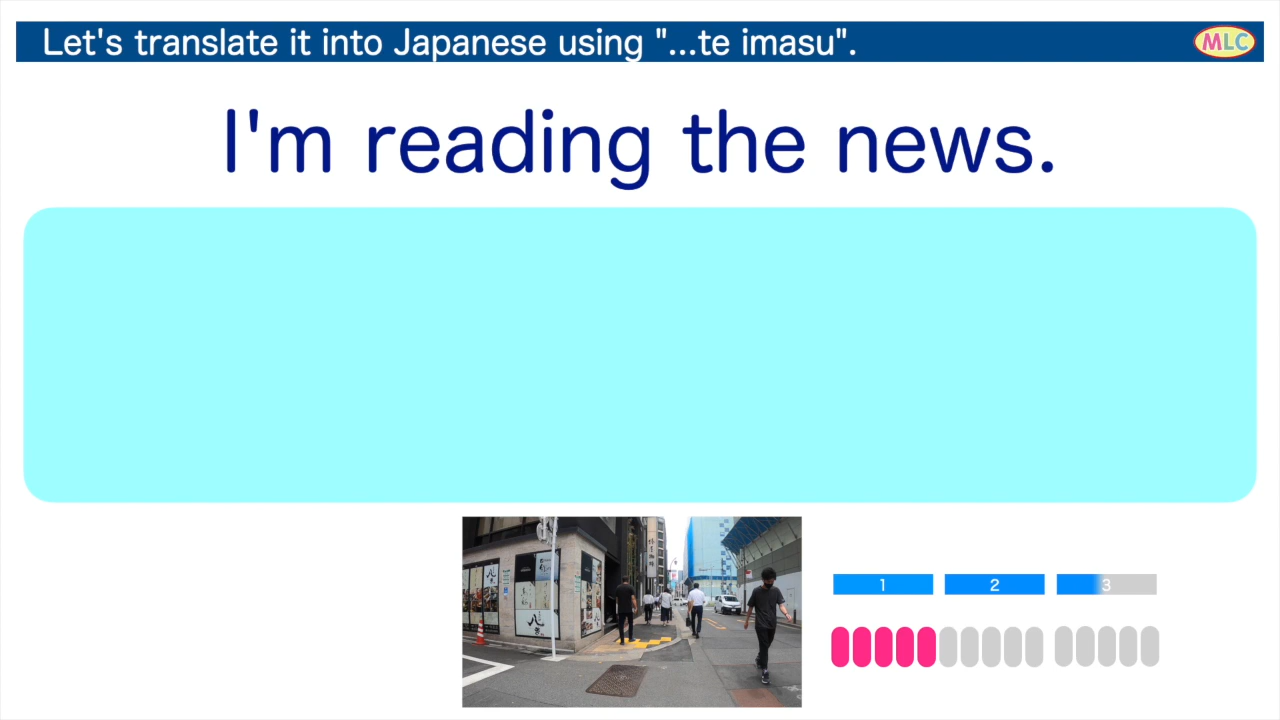 Let's translate it into Japanese using "...te imasu".
MLC
I'm reading the news.
1
2
3